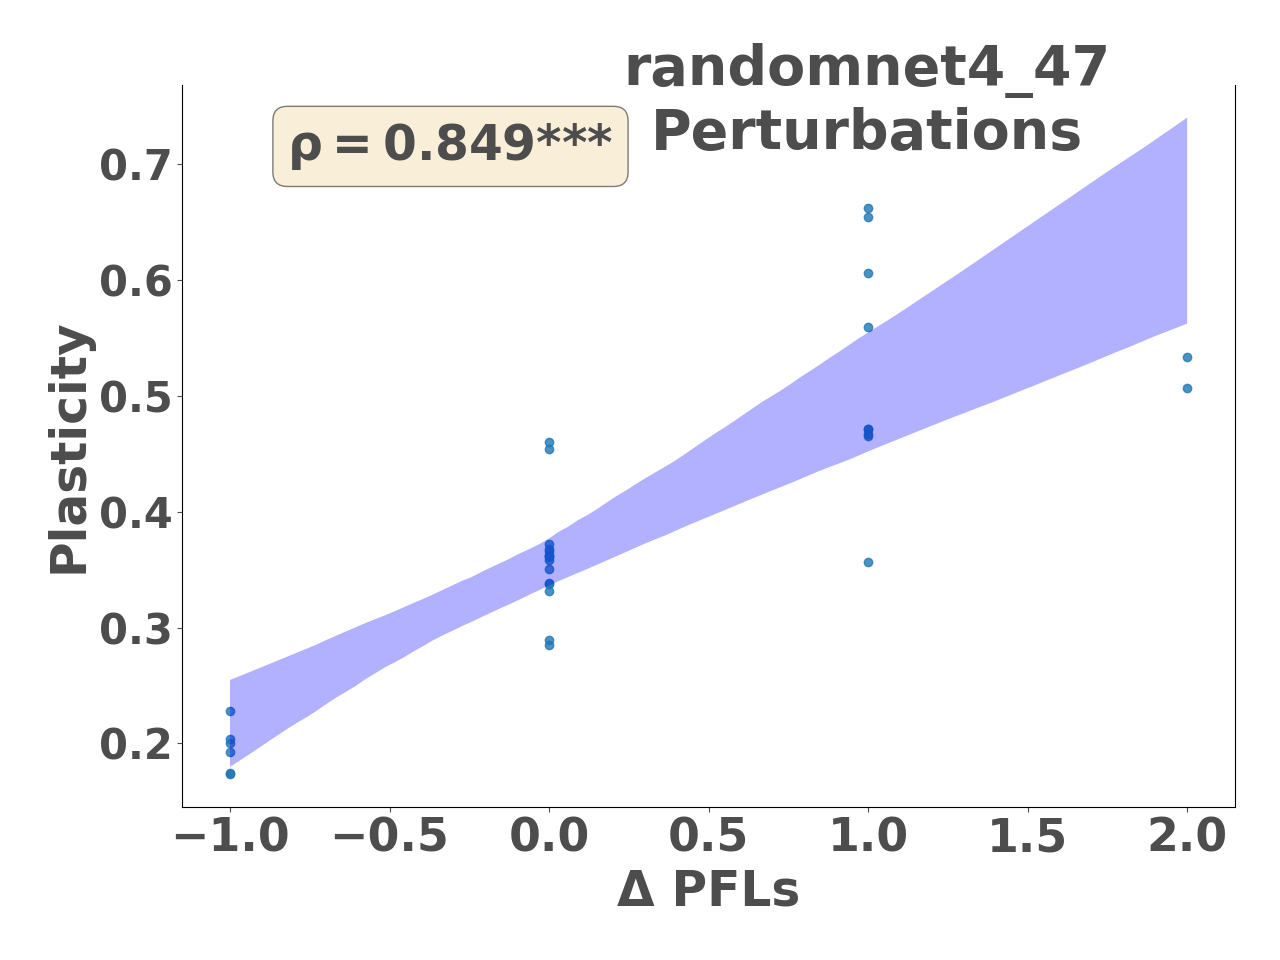 randomnet4_47
Perturbations
ρ = 0.849***
0.7
0.6
0.5
0.4
0.3
0.2
Plasticity
−1.0 −0.5 0.0 0.5 1.0 1.5 2.0
Δ PFLs